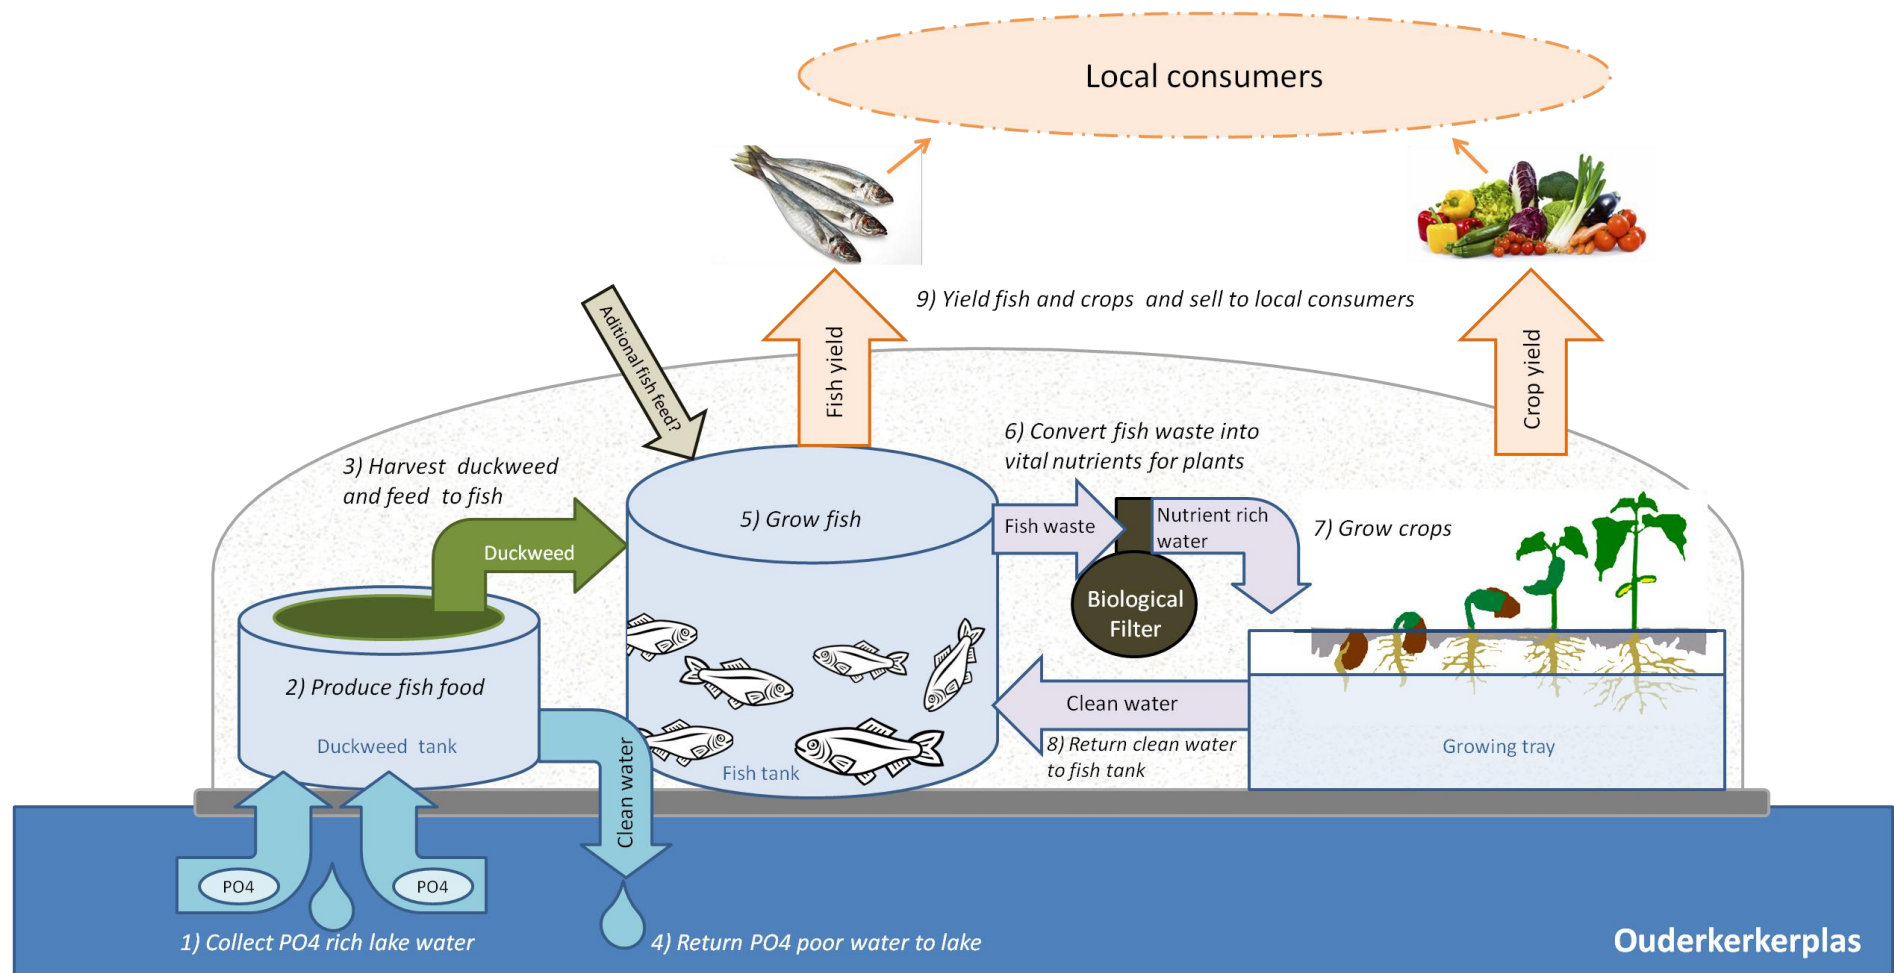 Local consumers
9) Yield fish and crops and sell to local consumers
Aditional fish feed?
Fish yield
Crop yield
6) Convert fish waste into
vital nutrients for plants
3) Harvest duckweed
and feed to fish
5) Grow fish
Fish waste
Nutrient rich
water
7) Grow crops
Duckweed
Biological
Filter
2) Produce fish food
Clean water
Duckweed tank
8) Return clean water
to fish tank
Growing tray
Fish tank
Clean water
PO4
PO4
1) Collect PO4 rich lake water
4) Return PO4 poor water to lake
Ouderkerkerplas